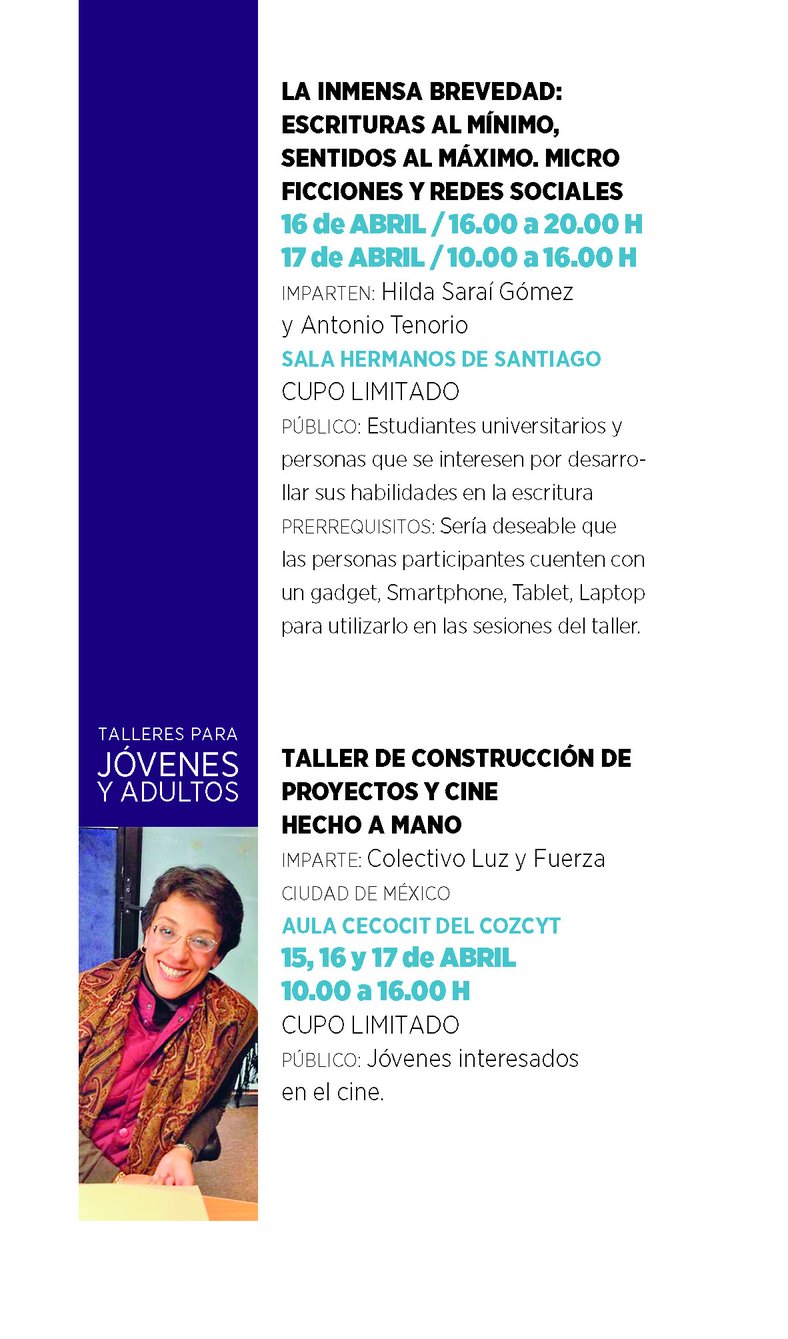 LA INMENSA BREVEDAD:
ESCRITURAS AL MÍNIMO,
SENTIDOS AL MÁXIMO. MICRO
FICCIONES Y REDES SOCIALES
16 de ABRIL / 16.00 a 20.00 H
17 de ABRIL / 10.00 a 16.00 H
IMPARTEN: Hilda Saraí Gómez
y Antonio Tenorio
SALA HERMANOS DE SANTIAGO
CUPO LIMITADO
PÚBLICO: Estudiantes universitarios y
personas que se interesen por desarro-
llar sus habilidades en la escritura
PRERREQUISITOS: Sería deseable que
las personas participantes cuenten con
un gadget, Smartphone, Tablet, Laptop
para utilizarlo en las sesiones del taller.
TALLERES PARA
JÓVENES
Y ADULTOS
TALLER DE CONSTRUCCIÓN DE
PROYECTOS Y CINE
HECHO A MANO
IMPARTE: Colectivo Luz y Fuerza
CIUDAD DE MÉXICO
AULA CECOCIT DEL COZCYT
15, 16 y 17 de ABRIL
10.00 a 16.00 H
CUPO LIMITADO
PÚBLICO: Jóvenes interesados
en el cine.